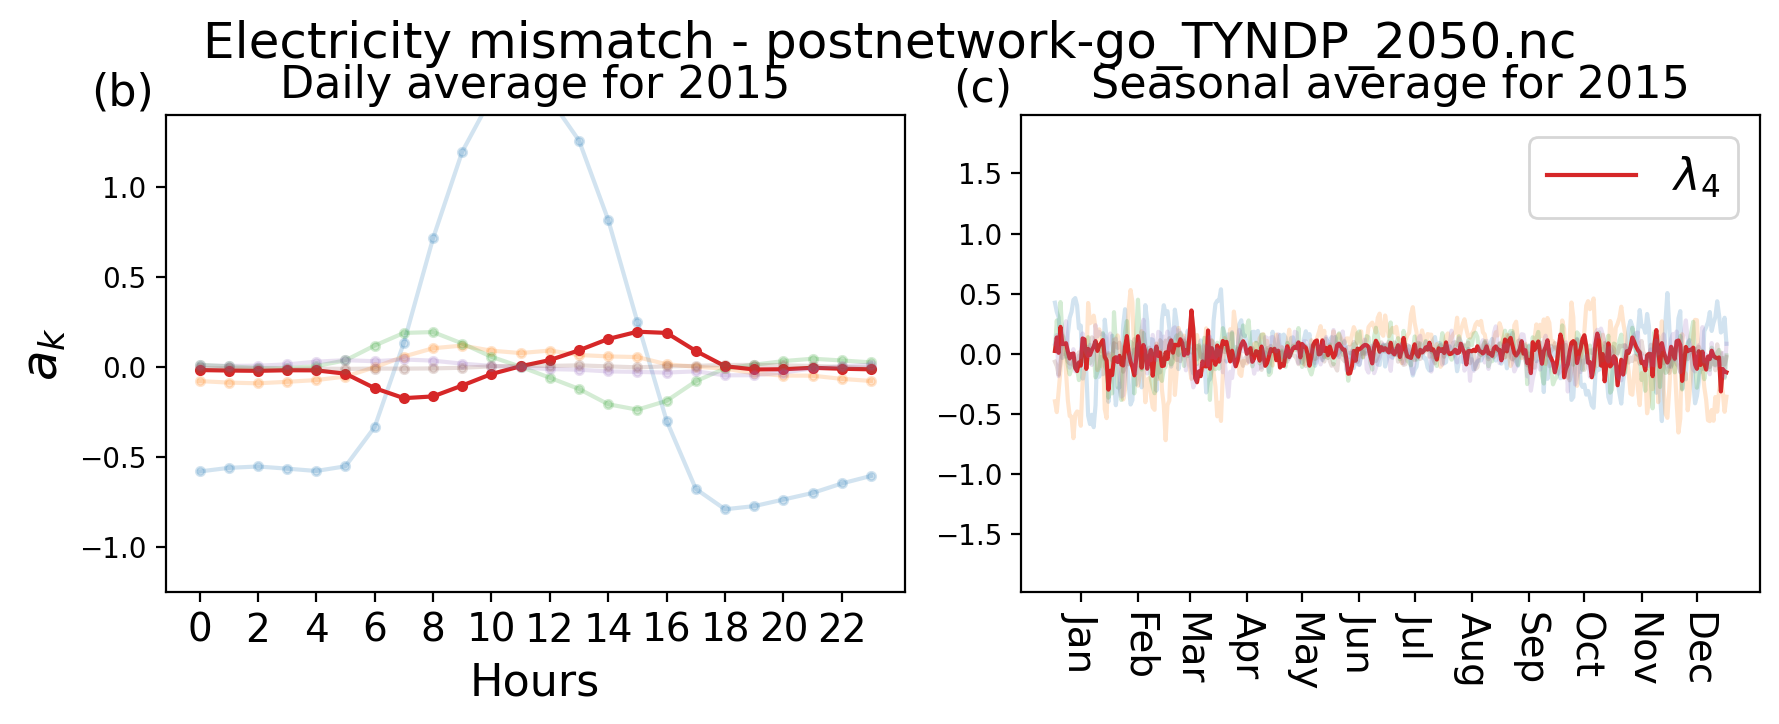 Electricity mismatch - postnetwork-go_TYNDP_2050.nc
(b)
Daily average for 2015
a_k
1.0
0.5
0.0
−0.5
−1.0
0 2 4 6 8 10 12 14 16 18 20 22
Hours
(c)
Seasonal average for 2015
λ_4
1.5
1.0
0.5
0.0
−0.5
−1.0
−1.5
Jan Feb Mar Apr May Jun Jul Aug Sep Oct Nov Dec